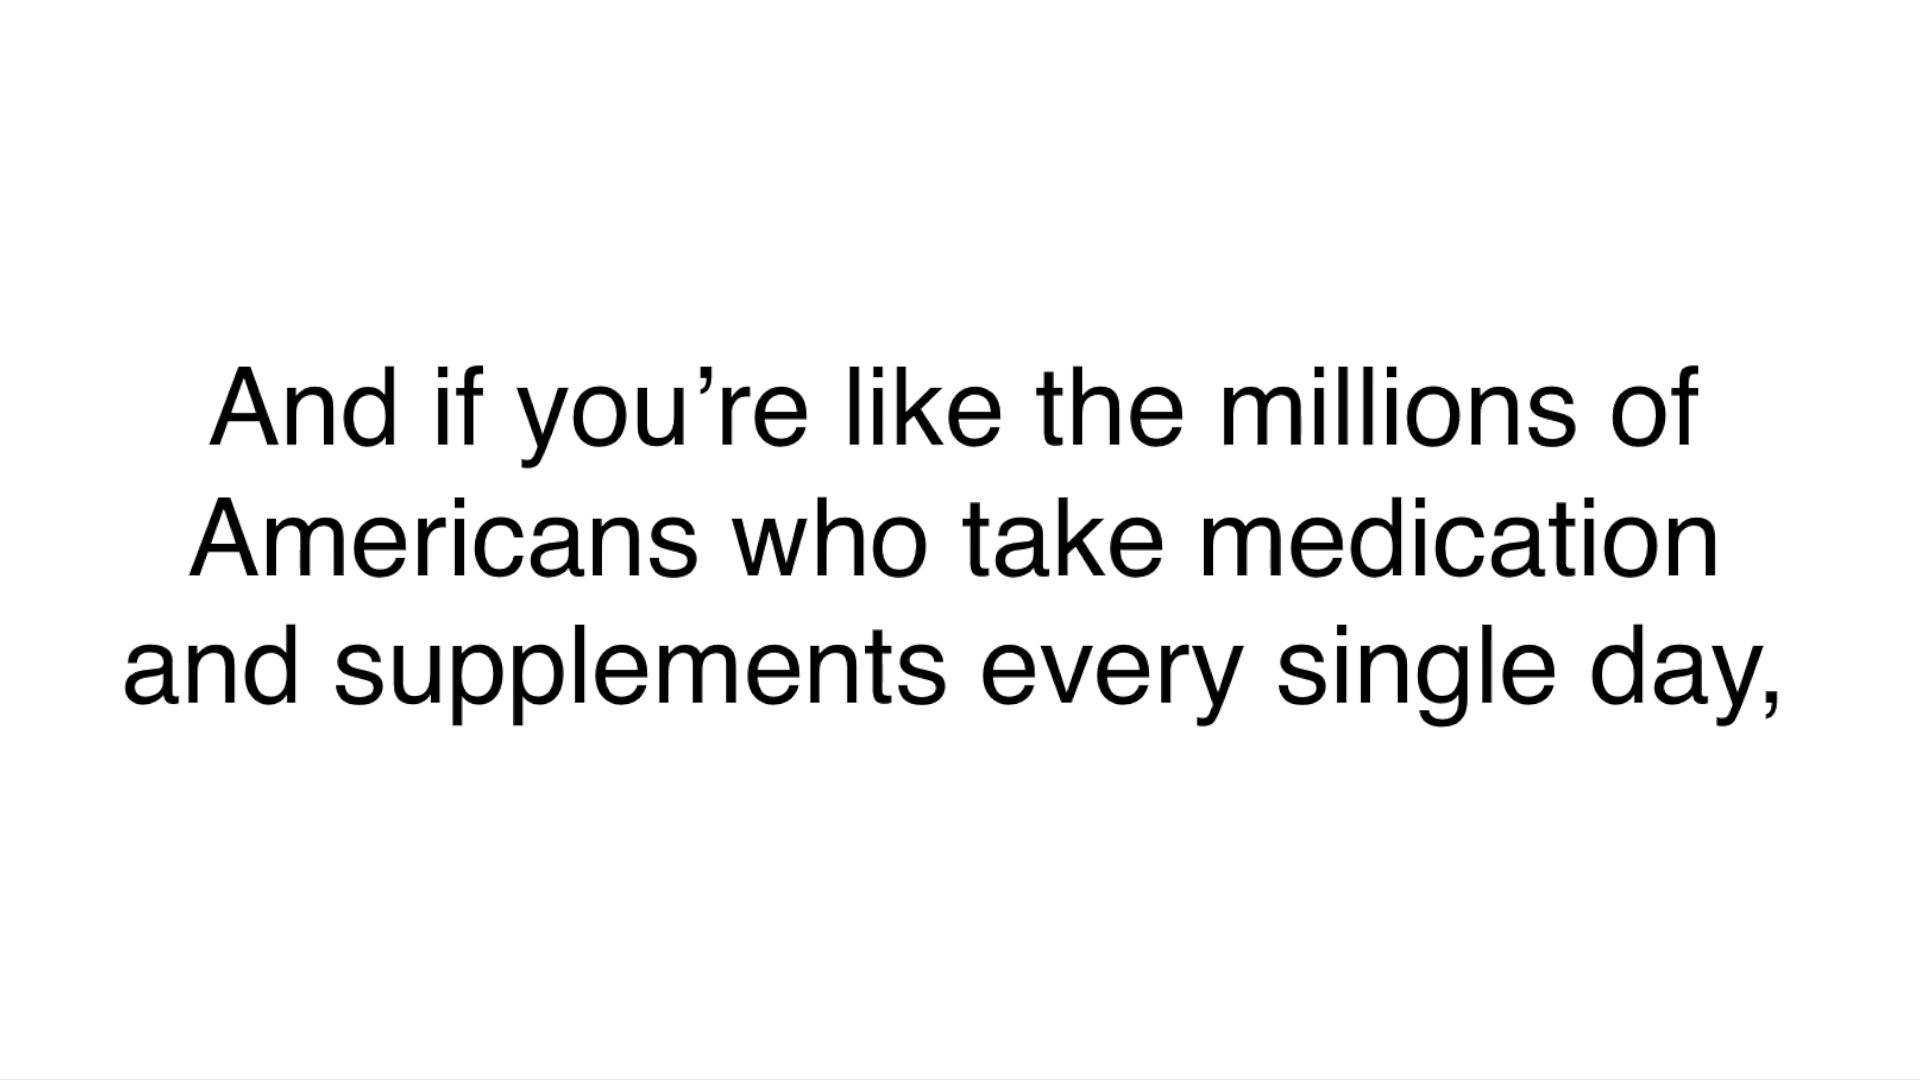 And if you’re like the millions of
Americans who take medication
and supplements every single day,